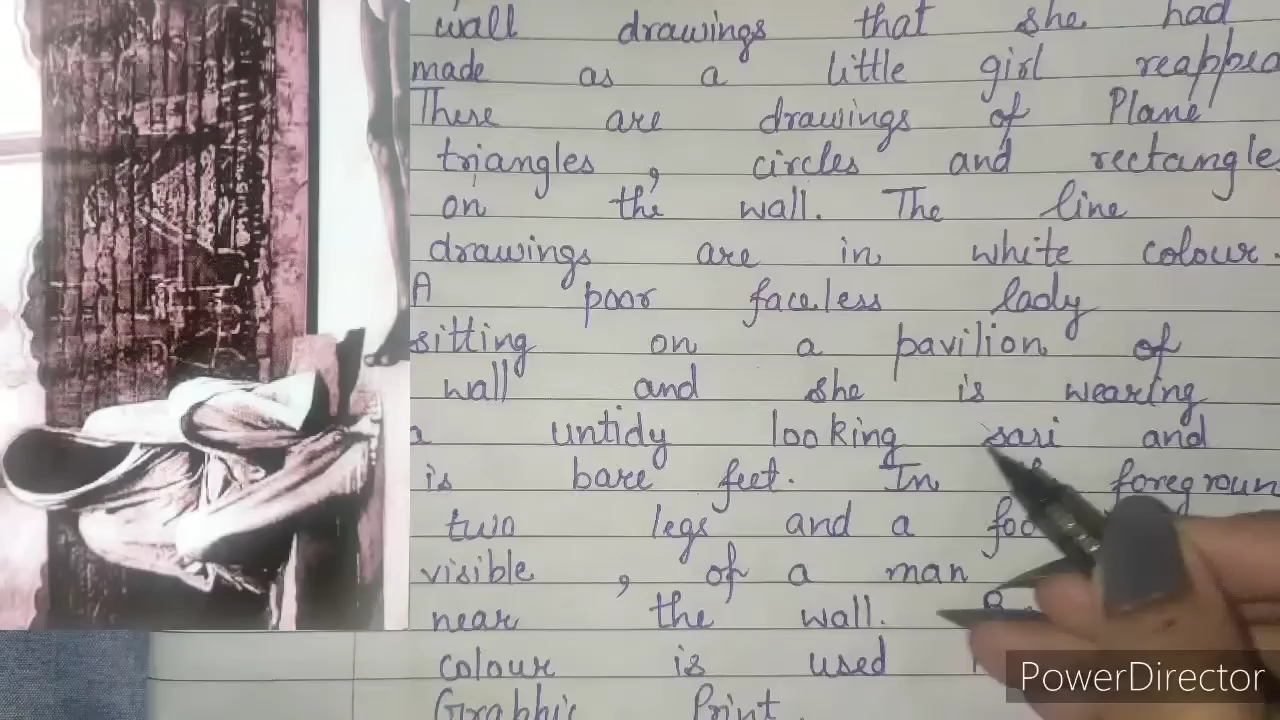 wall drawings that she had
made as a little girl reappea
There are drawings of Plane
triangles, circles and rectangle
on the wall. The line
drawings are in white colour.
A poor faceless lady
sitting on a pavilion of
wall and she is wearing
a untidy looking sari and
is bare feet. In foregroun
two legs and a foo
visible, of a man
near the wall.
colour is used
Graphic Print.
PowerDirector